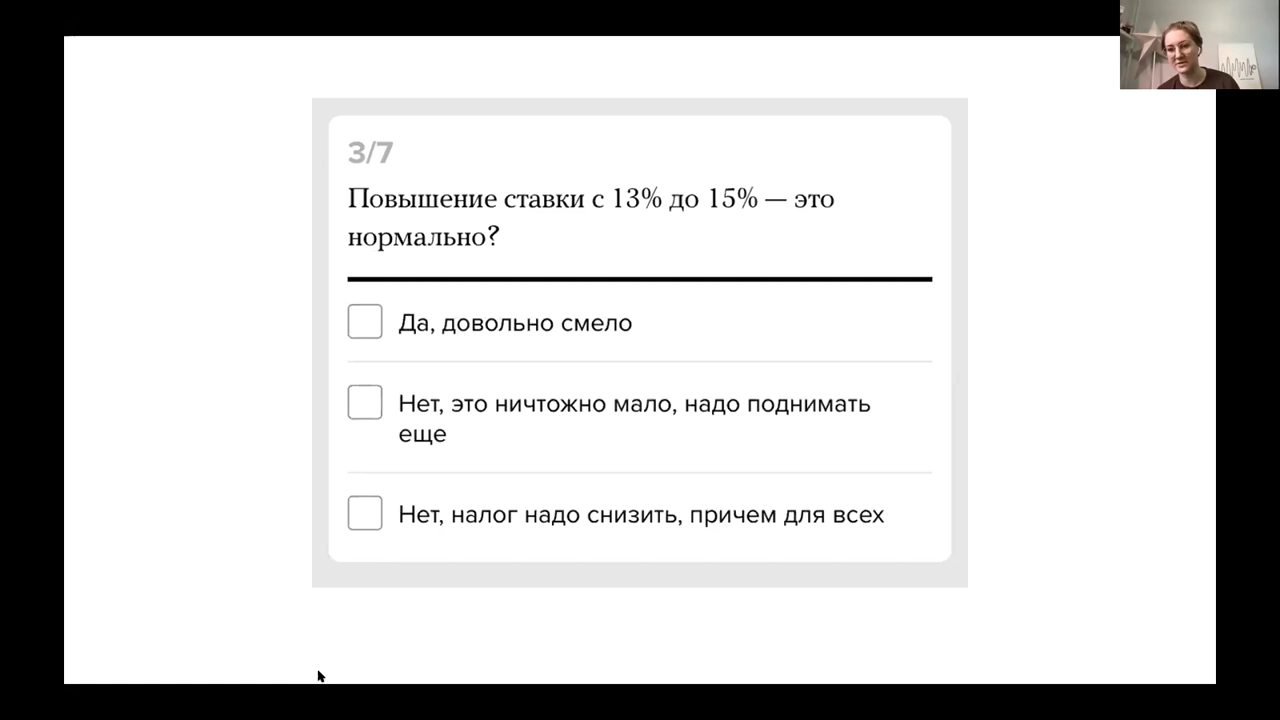 3/7
Повышение ставки с 13% до 15% — это
нормально?
Да, довольно смело
Нет, это ничтожно мало, надо поднимать
еще
Нет, налог надо снизить, причем для всех